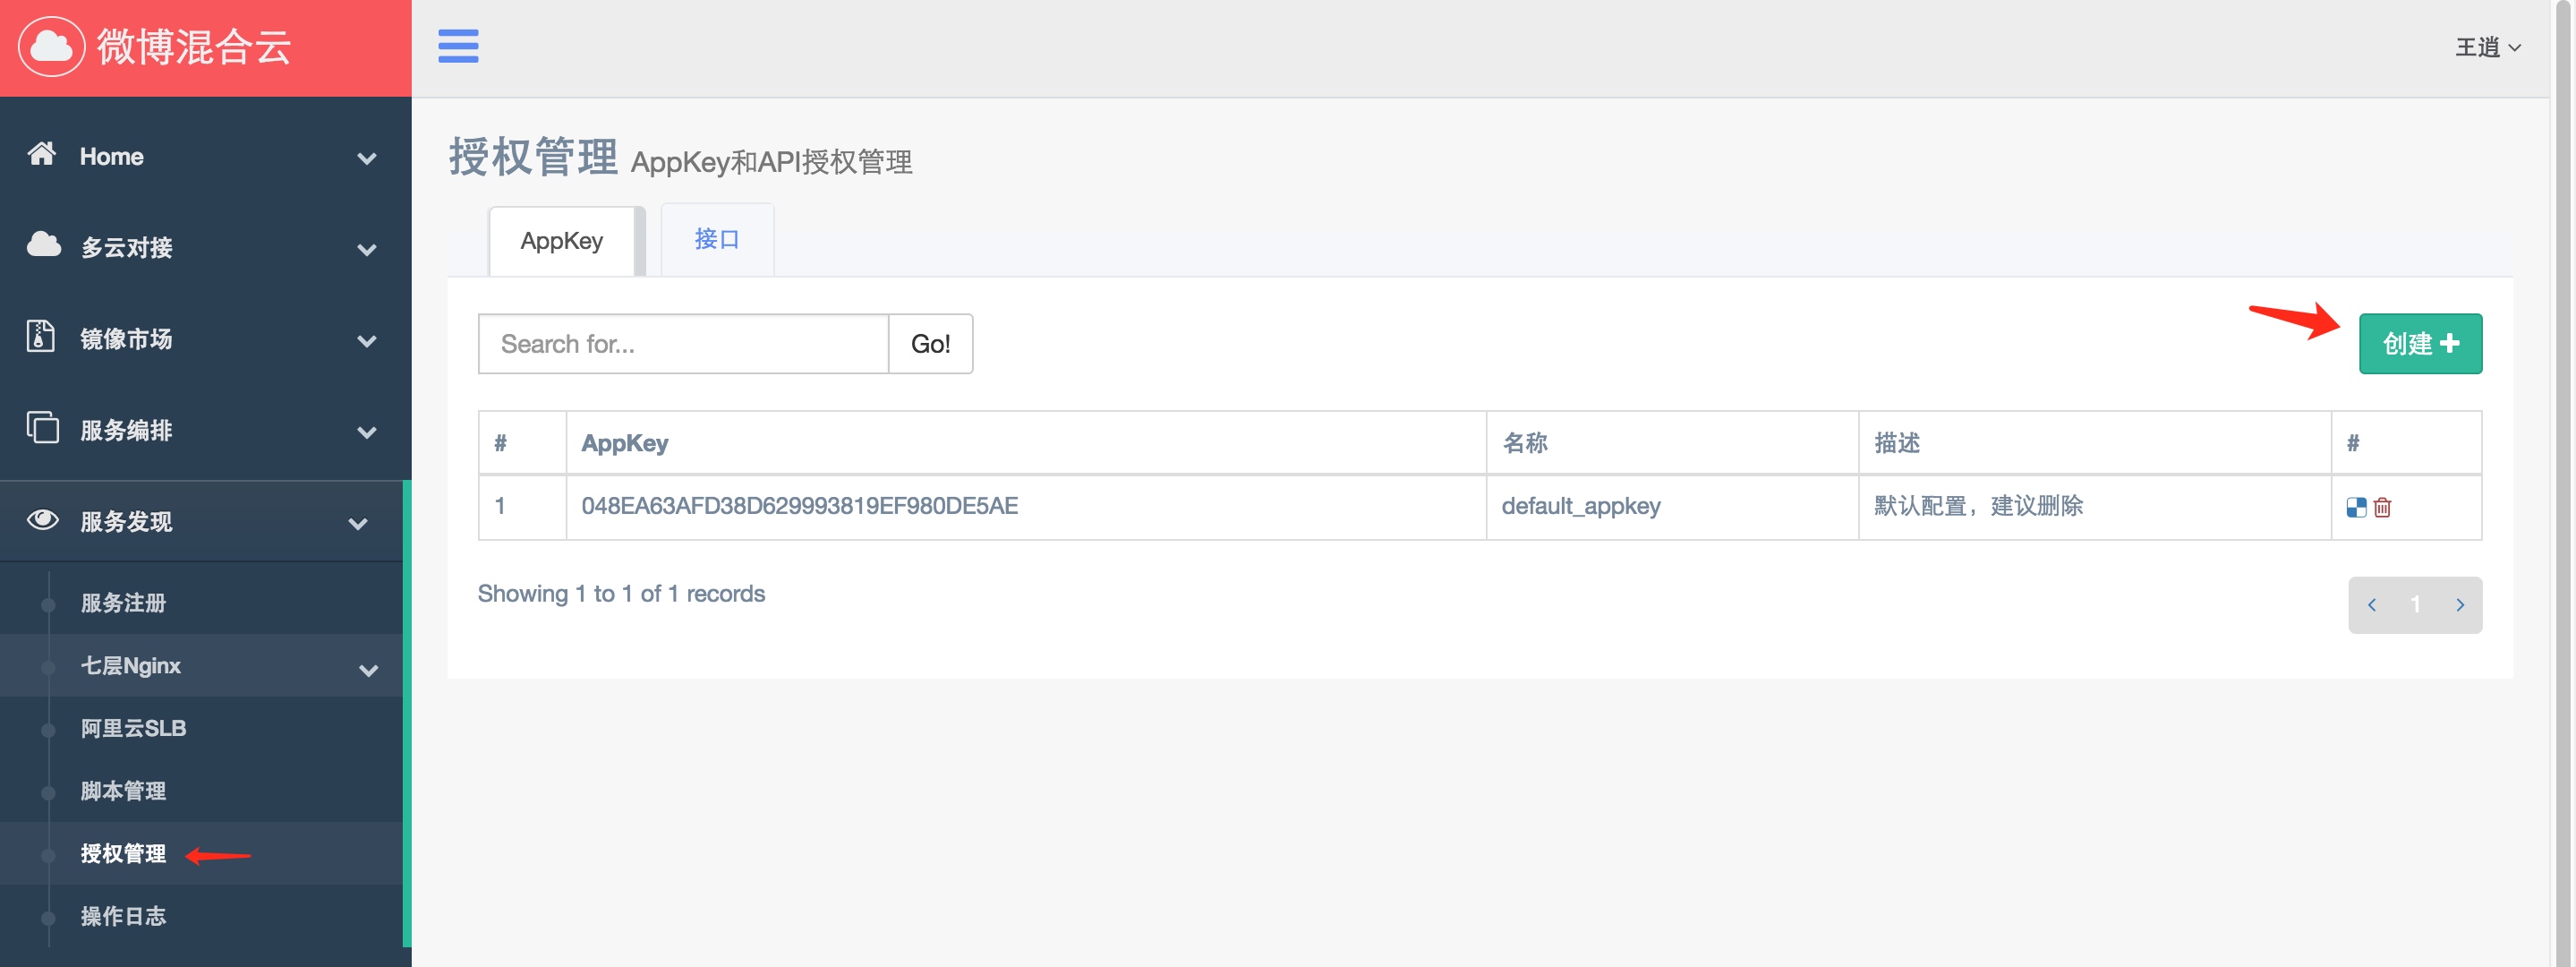 微博混合云
王逍
Home
多云对接
镜像市场
服务编排
服务发现
服务注册
七层Nginx
阿里云SLB
脚本管理
授权管理
操作日志
授权管理 AppKey和API授权管理
AppKey 接口
Search for... Go! 创建
# AppKey 名称 描述 #
1 048EA63AFD38D629993819EF980DE5AE default_appkey 默认配置，建议删除
Showing 1 to 1 of 1 records
1